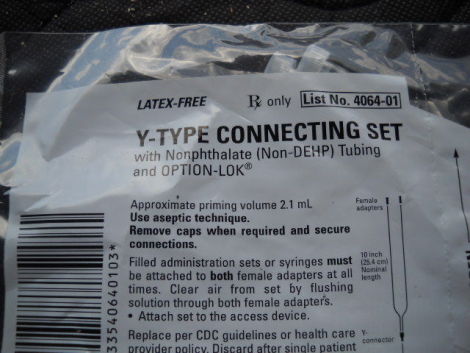 LATEX-FREE
℞ only
List No. 4064-01
Y-TYPE CONNECTING SET
with Nonphthalate (Non-DEHP) Tubing
and OPTION-LOK®
Approximate priming volume 2.1 mL
Use aseptic technique.
Remove caps when required and secure
connections.
Filled administration sets or syringes must
be attached to both female adapters at all
times. Clear air from set by flushing
solution through both female adapters.
• Attach set to the access device.
Replace per CDC guidelines or health care
provider policy. Discard after single patient
Female
adapters
10 inch
(25.4 cm)
Nominal
length
Y-
connector
33540640103*